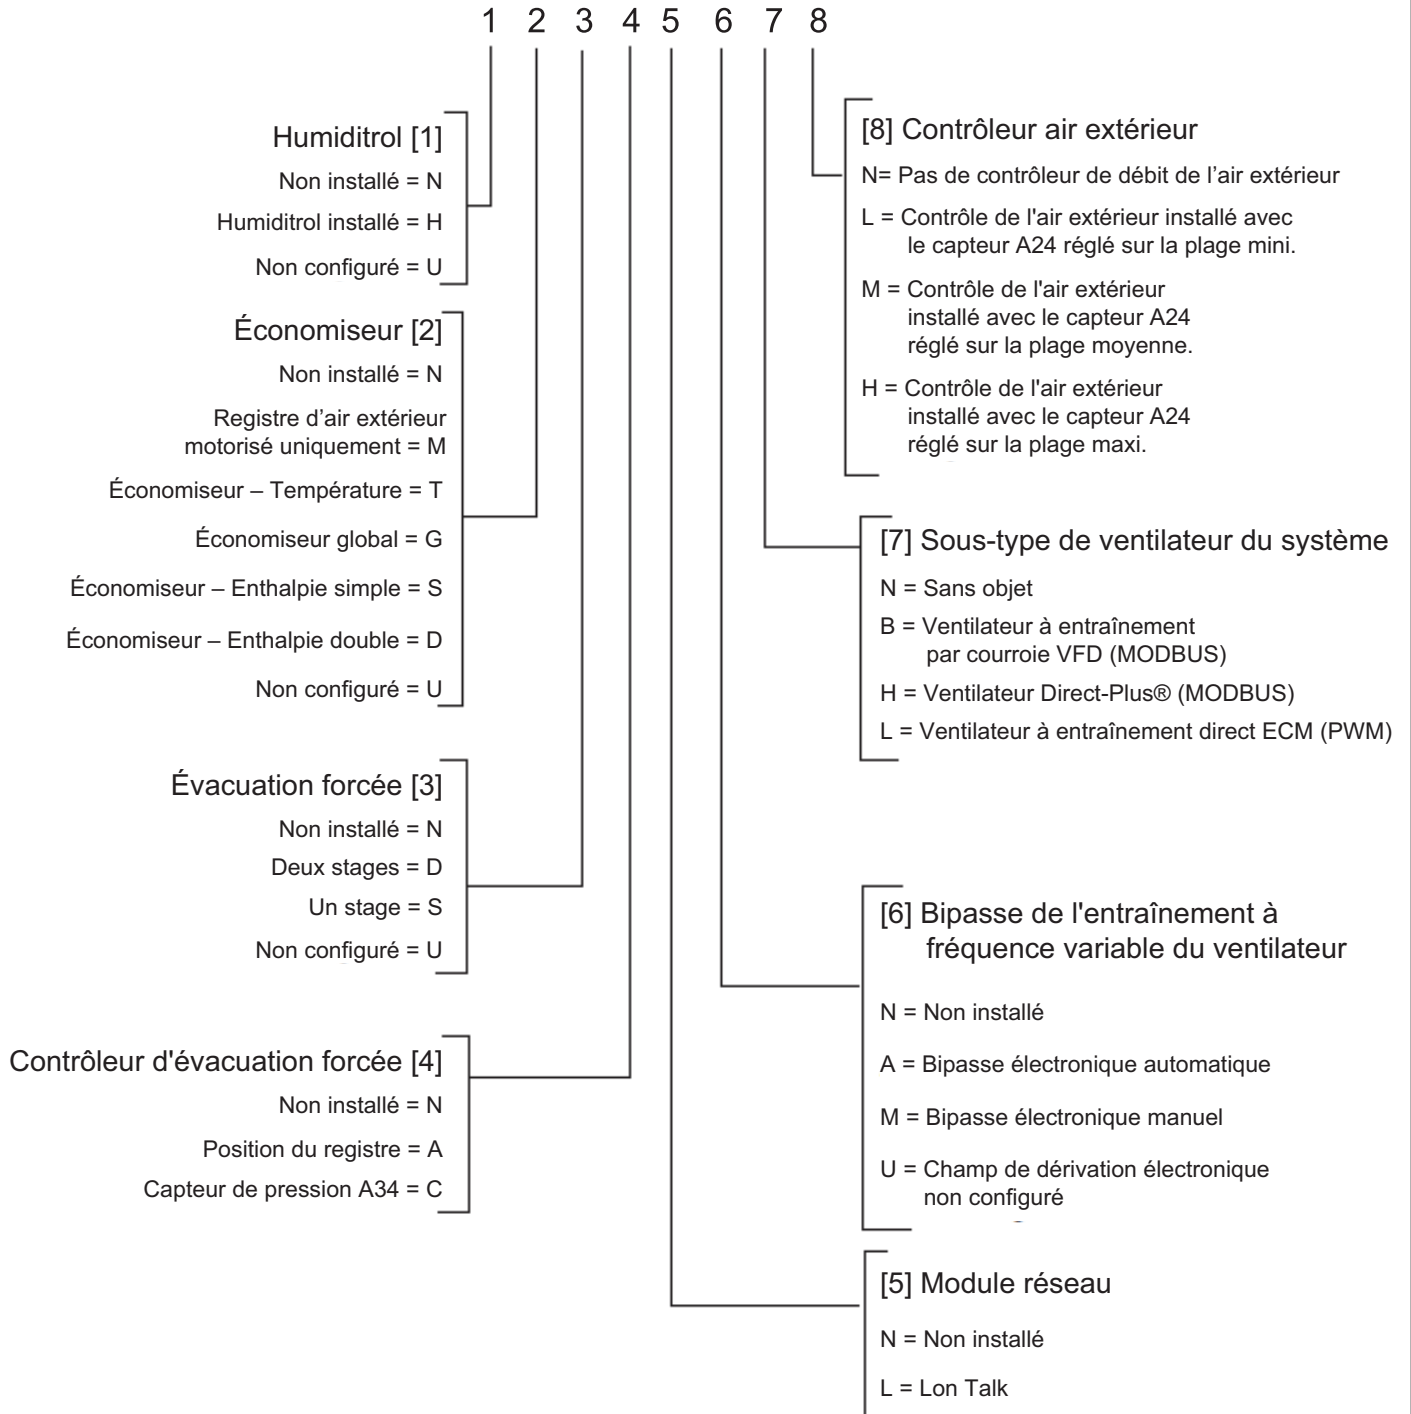 1 2 3 4 5 6 7 8
Humiditrol [1]
Non installé = N
Humiditrol installé = H
Non configuré = U
Économiseur [2]
Non installé = N
Registre d’air extérieur
motorisé uniquement = M
Économiseur – Température = T
Économiseur global = G
Économiseur – Enthalpie simple = S
Économiseur – Enthalpie double = D
Non configuré = U
Évacuation forcée [3]
Non installé = N
Deux stages = D
Un stage = S
Non configuré = U
Contrôleur d'évacuation forcée [4]
Non installé = N
Position du registre = A
Capteur de pression A34 = C
[8] Contrôleur air extérieur
N= Pas de contrôleur de débit de l’air extérieur
L = Contrôle de l'air extérieur installé avec
le capteur A24 réglé sur la plage mini.
M = Contrôle de l'air extérieur
installé avec le capteur A24
réglé sur la plage moyenne.
H = Contrôle de l'air extérieur
installé avec le capteur A24
réglé sur la plage maxi.
[7] Sous-type de ventilateur du système
N = Sans objet
B = Ventilateur à entraînement
par courroie VFD (MODBUS)
H = Ventilateur Direct-Plus® (MODBUS)
L = Ventilateur à entraînement direct ECM (PWM)
[6] Bipasse de l'entraînement à
fréquence variable du ventilateur
N = Non installé
A = Bipasse électronique automatique
M = Bipasse électronique manuel
U = Champ de dérivation électronique
non configuré
[5] Module réseau
N = Non installé
L = Lon Talk